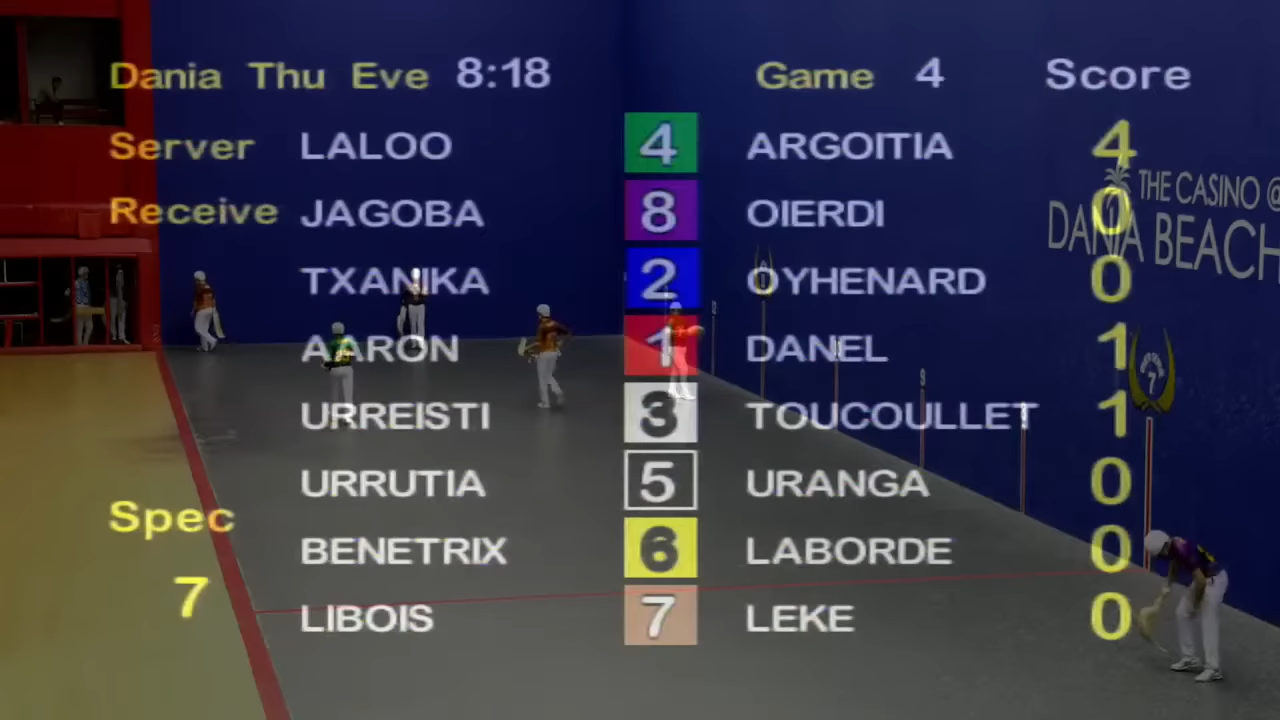 Dania Thu Eve 8:18 Game 4 Score
Server LALOO 4 ARGOITIA 4
Receive JAGOBA 8 OIERDI 0
TXANIKA 2 OYHENARD 0
AARON 1 DANEL 1
URREISTI 3 TOUCOULLET 1
URRUTIA 5 URANGA 0
Spec
BENETRIX 6 LABORDE 0
7
LIBOIS 7 LEKE 0
THE CASINO @
DANIA BEACH
7
9